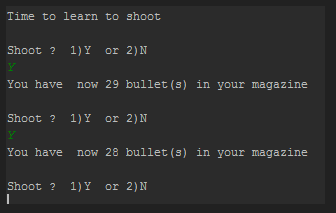 Time to learn to shoot
Shoot ?  1)Y  or 2)N
Y
You have  now 29 bullet(s) in your magazine
Shoot ?  1)Y  or 2)N
Y
You have  now 28 bullet(s) in your magazine
Shoot ?  1)Y  or 2)N